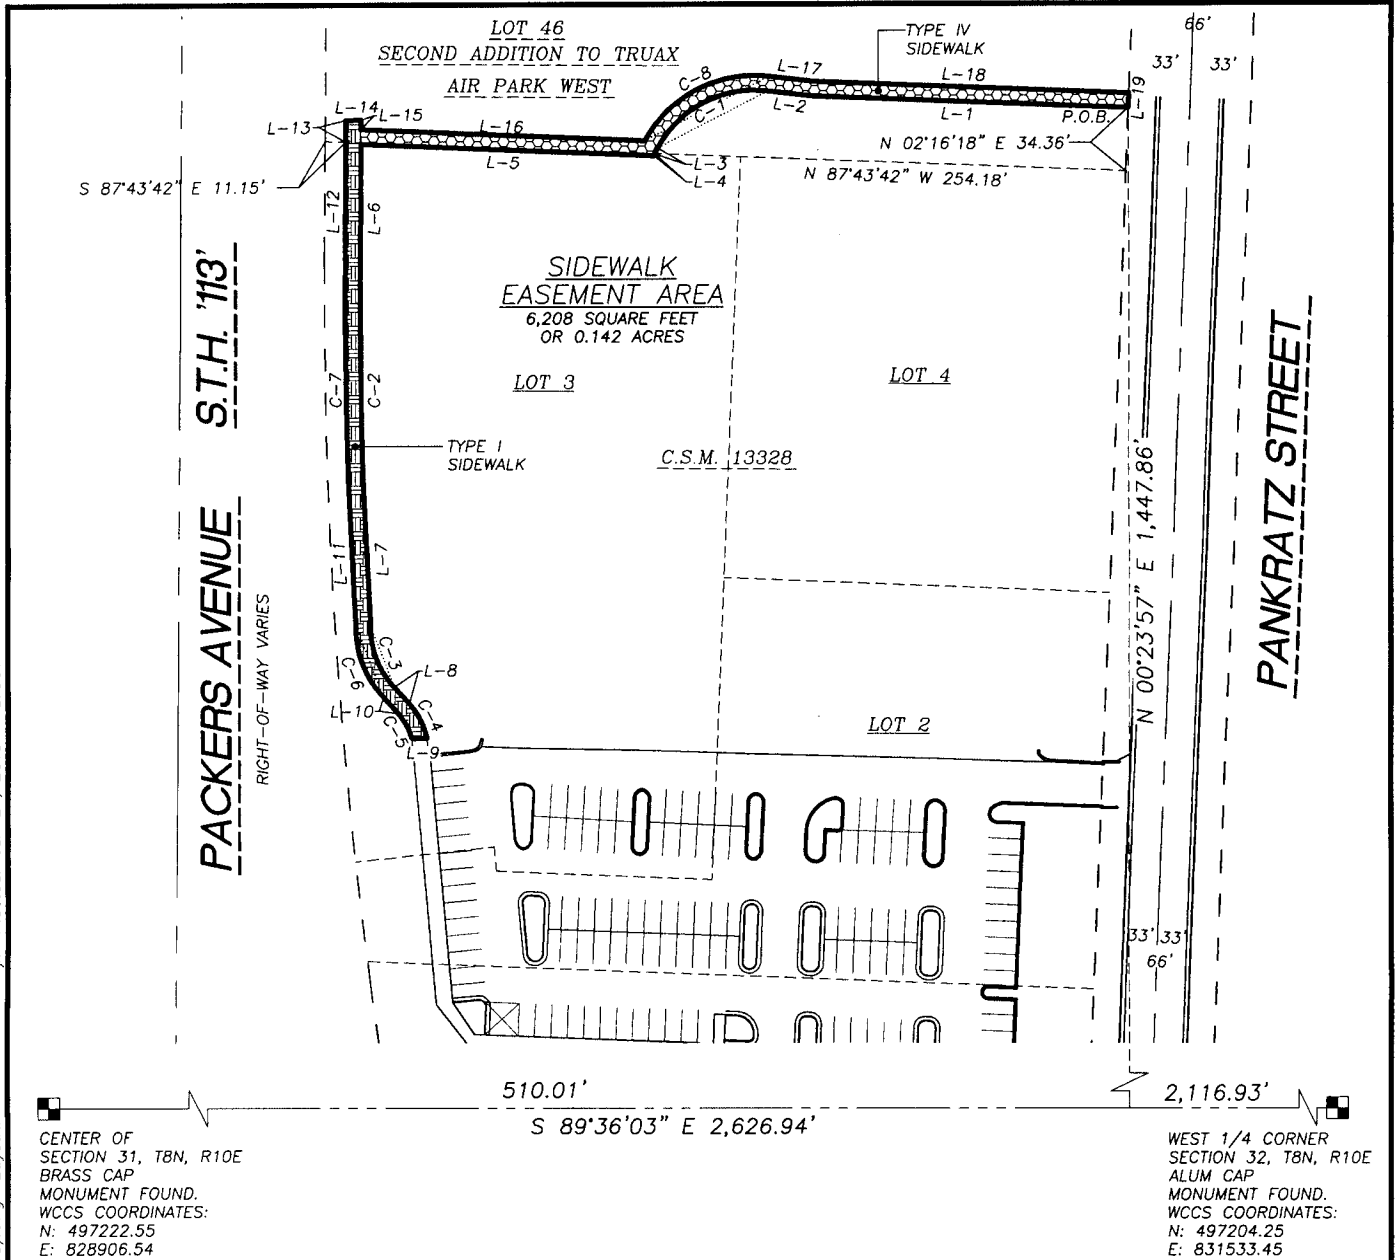 LOT 46
SECOND ADDITION TO TRUAX
AIR PARK WEST
TYPE IV
SIDEWALK
66'
33'
33'
L-14
L-15
L-13
L-16
L-5
C-8
C-1
L-17
L-2
L-18
L-1
L-19
P.O.B.
N 02°16'18" E 34.36'
L-3
L-4
N 87°43'42" W 254.18'
S 87°43'42" E 11.15'
L-12
L-6
SIDEWALK
EASEMENT AREA
6,208 SQUARE FEET
OR 0.142 ACRES
S.T.H. '113'
LOT 3
LOT 4
C-7
C-2
TYPE I
SIDEWALK
C.S.M. 13328
N 00°23'57" E 1,447.86'
PANKRATZ STREET
PACKERS AVENUE
RIGHT-OF-WAY VARIES
L-11
L-7
C-3
L-8
C-6
L-10
C-4
C-5
L-9
LOT 2
33'
33'
66'
510.01'
2,116.93'
S 89°36'03" E 2,626.94'
CENTER OF
SECTION 31, T8N, R10E
BRASS CAP
MONUMENT FOUND.
WCCS COORDINATES:
N: 497222.55
E: 828906.54
WEST 1/4 CORNER
SECTION 32, T8N, R10E
ALUM CAP
MONUMENT FOUND.
WCCS COORDINATES:
N: 497204.25
E: 831533.45